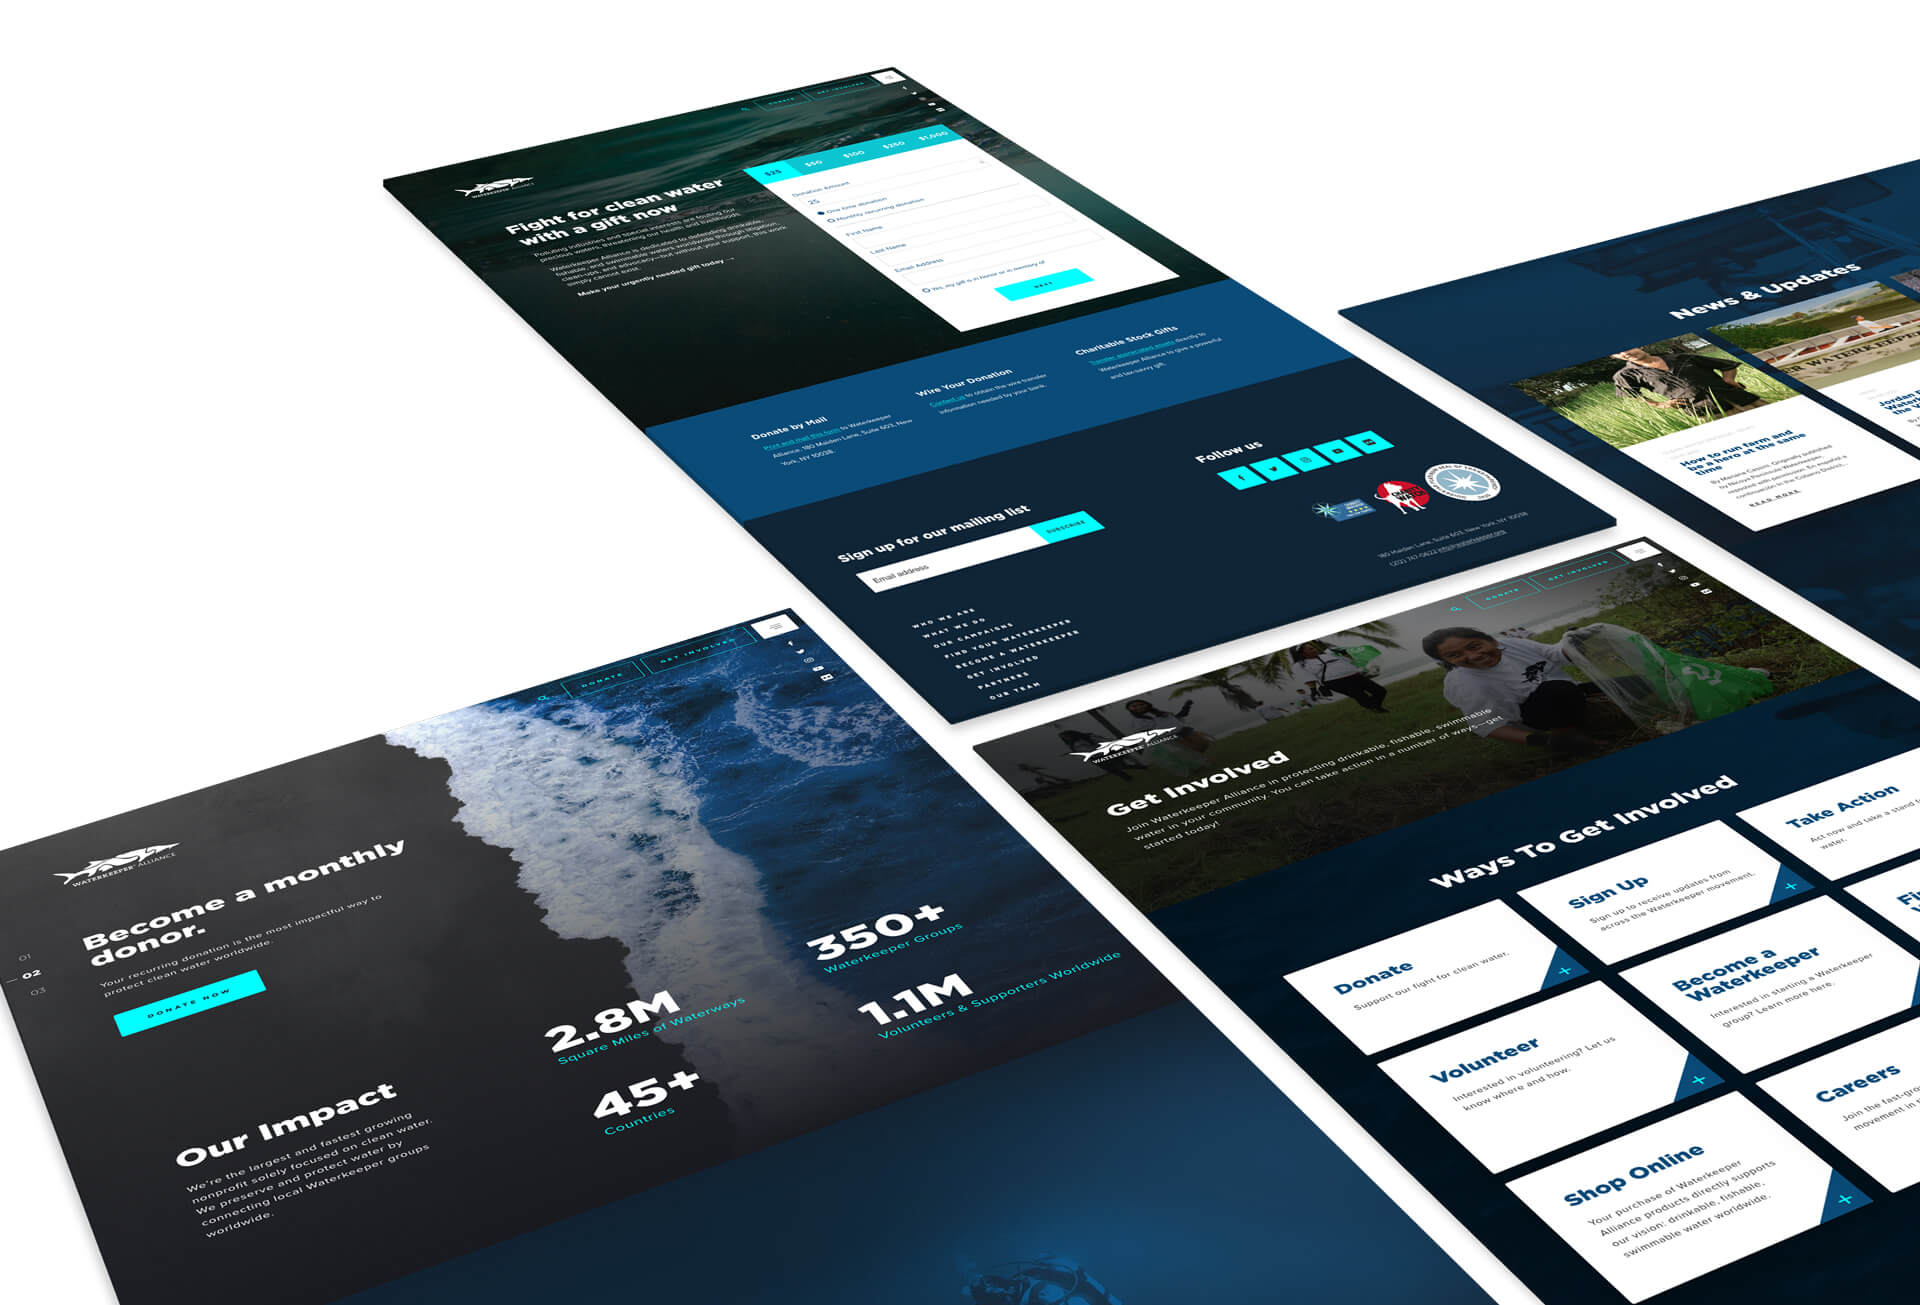 DONATE
GET INVOLVED
WATERKEEPER ALLIANCE
Fight for clean water
with a gift now
Polluting industries and special interests are fouling our
precious waters, threatening our health and livelihoods.
Waterkeeper Alliance is dedicated to defending drinkable,
fishable, and swimmable waters worldwide through litigation,
clean-ups, and advocacy—but without your support, this work
simply cannot exist.
Make your urgently needed gift today
$25
$50
$100
$250
$1,000
Donation Amount
25
One time donation
Monthly recurring donation
First Name
Last Name
Email Address
Yes, my gift is in honor or in memory of
NEXT
Donate by Mail
Print and mail this form to Waterkeeper
Alliance, 180 Maiden Lane, Suite 603, New
York, NY 10038.
Wire Your Donation
Contact us to obtain the wire transfer
information needed by your bank.
Charitable Stock Gifts
Transfer appreciated assets directly to
Waterkeeper Alliance to give a powerful
and tax-savvy gift.
Sign up for our mailing list
Email address
SUBSCRIBE
Follow us
180 Maiden Lane, Suite 603, New York, NY 10038
(212) 747-0622 info@waterkeeper.org
WHO WE ARE
WHAT WE DO
OUR CAMPAIGNS
FIND YOUR WATERKEEPER
BECOME A WATERKEEPER
GET INVOLVED
PARTNERS
OUR TEAM
News & Updates
How to run farm and
be a hero at the same
time
READ MORE
DONATE
GET INVOLVED
WATERKEEPER ALLIANCE
Become a monthly
donor.
Your recurring donation is the most impactful way to
protect clean water worldwide.
DONATE NOW
01
02
03
Our Impact
We're the largest and fastest growing
nonprofit solely focused on clean water.
We preserve and protect water by
connecting local Waterkeeper groups
worldwide.
2.8M
Square Miles of Waterways
350+
Waterkeeper Groups
45+
Countries
1.1M
Volunteers & Supporters Worldwide
DONATE
GET INVOLVED
WATERKEEPER ALLIANCE
Get Involved
Join Waterkeeper Alliance in protecting drinkable, fishable, swimmable
water in your community. You can take action in a number of ways—get
started today!
Ways To Get Involved
Donate
Support our fight for clean water.
Sign Up
Sign up to receive updates from
across the Waterkeeper movement.
Take Action
Act now and take a stand
water.
Volunteer
Interested in volunteering? Let us
know where and how.
Become a
Waterkeeper
Interested in starting a Waterkeeper
group? Learn more here.
Shop Online
Your purchase of Waterkeeper
Alliance products directly supports
our vision: drinkable, fishable,
swimmable water worldwide.
Careers
Join the
movement in